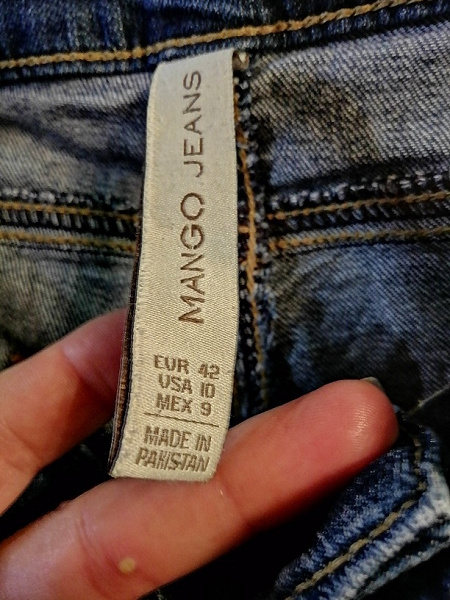 MANGO JEANS
EUR 42
USA 10
MEX 9
MADE IN
PAKISTAN